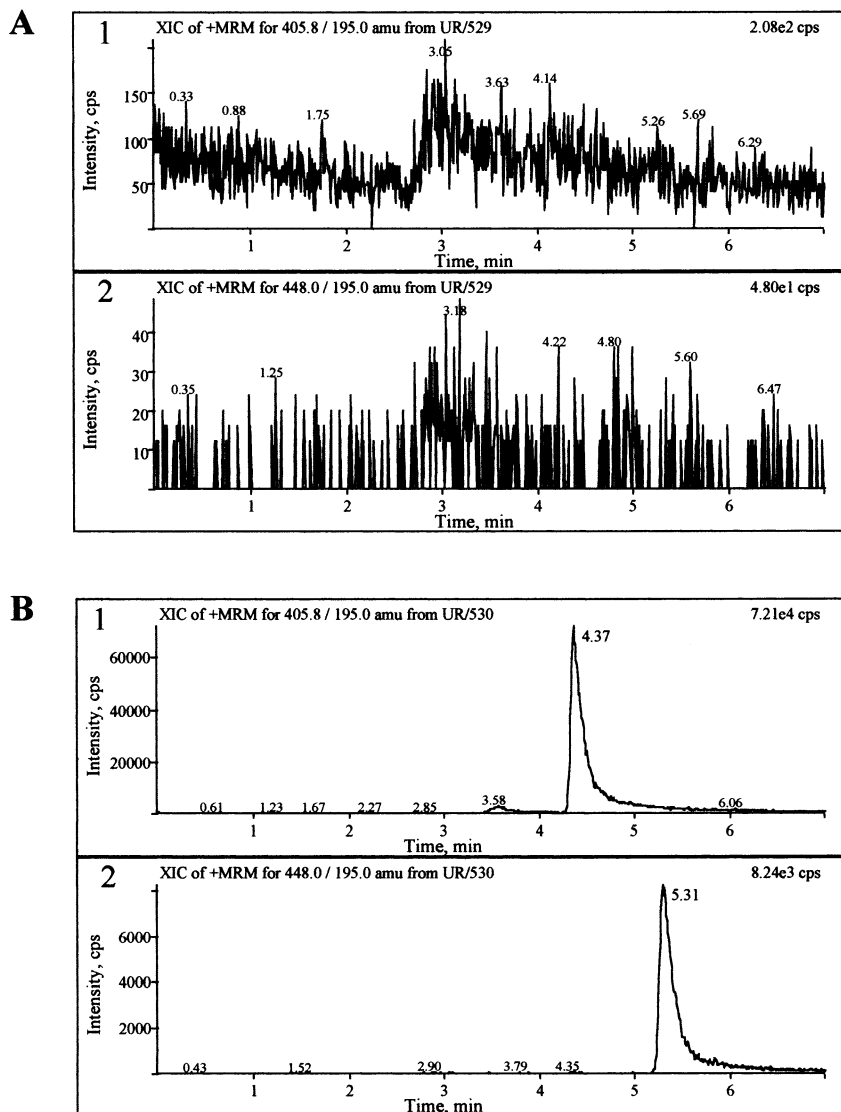 A
1 XIC of +MRM for 405.8 / 195.0 amu from UR/529 2.08e2 cps
Intensity, cps
150
100
50
0.33 0.88 1.75 3.05 3.63 4.14 5.26 5.69 6.29
1 2 3 4 5 6
Time, min
2 XIC of +MRM for 448.0 / 195.0 amu from UR/529 4.80e1 cps
Intensity, cps
40
30
20
10
0.35 1.25 3.18 4.22 4.80 5.60 6.47
1 2 3 4 5 6
Time, min
B
1 XIC of +MRM for 405.8 / 195.0 amu from UR/530 7.21e4 cps
Intensity, cps
60000
40000
20000
0.61 1.23 1.67 2.27 2.85 3.58 4.37 6.06
1 2 3 4 5 6
Time, min
2 XIC of +MRM for 448.0 / 195.0 amu from UR/530 8.24e3 cps
Intensity, cps
6000
4000
2000
0.43 1.52 2.90 3.79 4.35 5.31
1 2 3 4 5 6
Time, min